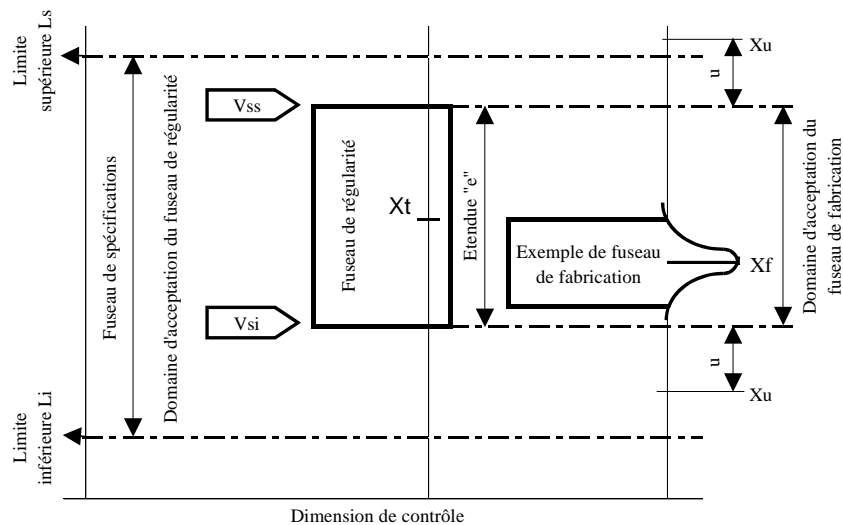 Limite
supérieure Ls
Fuseau de spécifications
Domaine d'acceptation du fuseau de régularité
Limite
inférieure Li
Vss
Vsi
Fuseau de régularité
Xt
Etendue "e"
Exemple de fuseau
de fabrication
Xu
u
Xf
Domaine d'acception du
fuseau de fabrication
u
Xu
Dimension de contrôle